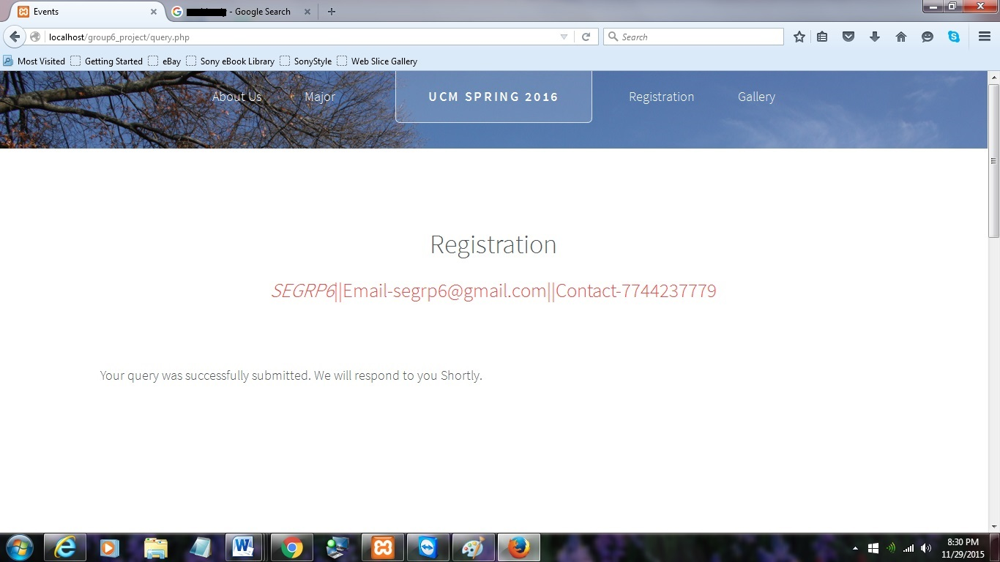 Events
- Google Search
localhost/group6_project/query.php
Search
Most Visited Getting Started eBay Sony eBook Library SonyStyle Web Slice Gallery
About Us Major UCM SPRING 2016 Registration Gallery
Registration
SEGRP6||Email-segrp6@gmail.com||Contact-7744237779
Your query was successfully submitted. We will respond to you Shortly.
8:30 PM
11/29/2015